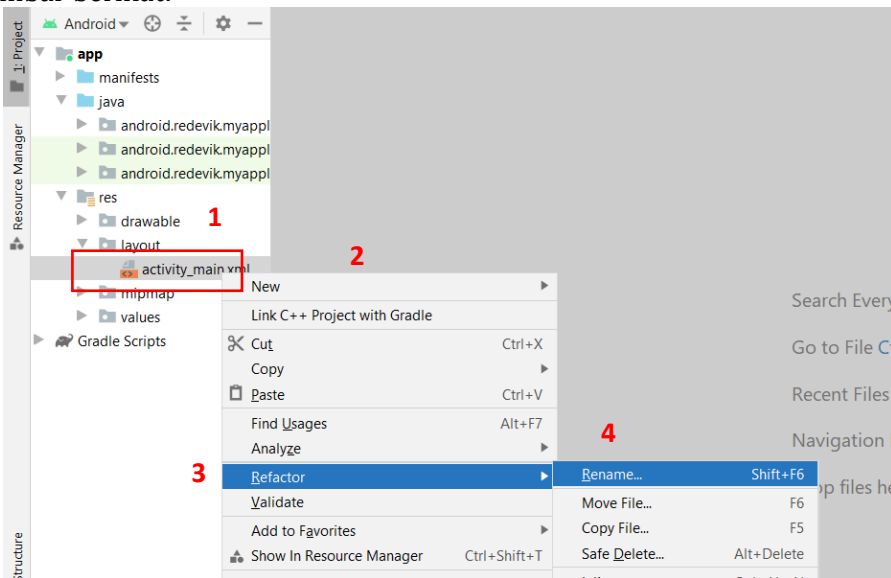 1: Project
Android
app
manifests
java
android.redevik.myappl
android.redevik.myappl
android.redevik.myappl
Resource Manager
res
1
drawable
layout
2
activity_main.xml
mipmap
values
Gradle Scripts
New
Link C++ Project with Gradle
Cut Ctrl+X
Copy
Paste Ctrl+V
Find Usages Alt+F7
Analyze
3
Refactor
Validate
Add to Favorites
Show In Resource Manager Ctrl+Shift+T
4
Rename... Shift+F6
Move File... F6
Copy File... F5
Safe Delete... Alt+Delete
Search Every
Go to File C
Recent Files
Navigation
op files he
Structure